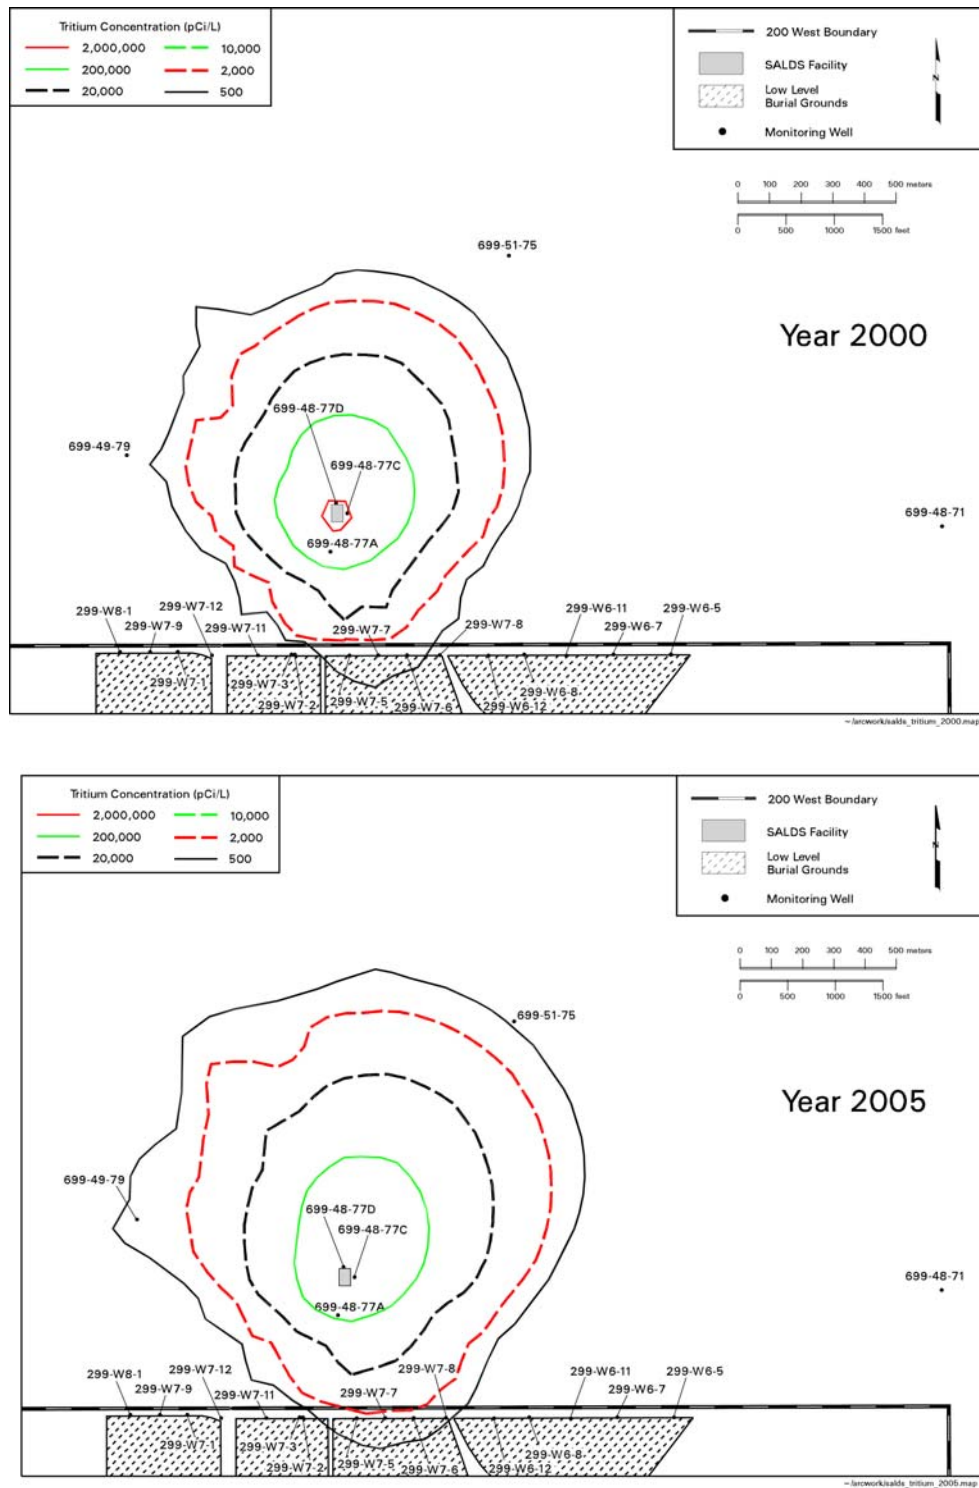 Tritium Concentration (pCi/L)
2,000,000 10,000
200,000 2,000
20,000 500
200 West Boundary
SALDS Facility
Low Level
Burial Grounds
Monitoring Well
N
0 100 200 300 400 500 meters
0 500 1000 1500 feet
699-51-75
Year 2000
699-48-77D
699-49-79
699-48-77C
699-48-71
699-48-77A
299-W8-1
299-W7-12
299-W7-9
299-W7-11
299-W7-7
299-W7-8
299-W6-11
299-W6-7
299-W6-5
299-W7-1
299-W7-3
299-W7-2
299-W7-5
299-W7-6
299-W6-8
299-W6-12
~/arcwork/salds_tritium_2000.map
Tritium Concentration (pCi/L)
2,000,000 10,000
200,000 2,000
20,000 500
200 West Boundary
SALDS Facility
Low Level
Burial Grounds
Monitoring Well
N
0 100 200 300 400 500 meters
0 500 1000 1500 feet
699-51-75
Year 2005
699-49-79
699-48-77D
699-48-77C
699-48-71
699-48-77A
299-W8-1
299-W7-12
299-W7-9
299-W7-11
299-W7-7
299-W7-8
299-W6-11
299-W6-7
299-W6-5
299-W7-1
299-W7-3
299-W7-2
299-W7-5
299-W7-6
299-W6-8
299-W6-12
~/arcwork/salds_tritium_2005.map